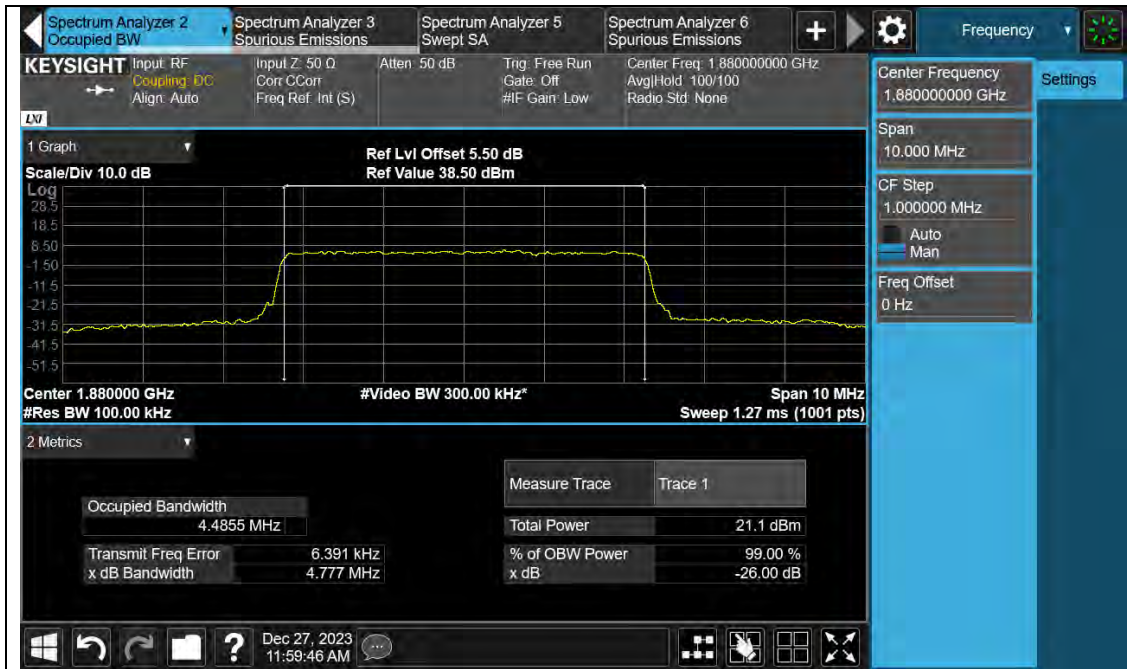 Spectrum Analyzer 2
Occupied BW
Spectrum Analyzer 3
Spurious Emissions
Spectrum Analyzer 5
Swept SA
Spectrum Analyzer 6
Spurious Emissions
+
Frequency
KEYSIGHT
Input: RF
Coupling: DC
Align: Auto
Input Z: 50 Ω
Corr CCorr
Freq Ref: Int (S)
Atten: 50 dB
Trig: Free Run
Gate: Off
#IF Gain: Low
Center Freq: 1.880000000 GHz
Avg|Hold: 100/100
Radio Std: None
LXI
Center Frequency
1.880000000 GHz
Settings
Span
10.000 MHz
CF Step
1.000000 MHz
Auto
Man
Freq Offset
0 Hz
1 Graph
Scale/Div 10.0 dB
Ref Lvl Offset 5.50 dB
Ref Value 38.50 dBm
Log
28.5
18.5
8.50
-1.50
-11.5
-21.5
-31.5
-41.5
-51.5
Center 1.880000 GHz
#Video BW 300.00 kHz*
Span 10 MHz
#Res BW 100.00 kHz
Sweep 1.27 ms (1001 pts)
2 Metrics
Measure Trace
Trace 1
Occupied Bandwidth
4.4855 MHz
Total Power
21.1 dBm
Transmit Freq Error
6.391 kHz
% of OBW Power
99.00 %
x dB Bandwidth
4.777 MHz
x dB
-26.00 dB
?
Dec 27, 2023
11:59:46 AM